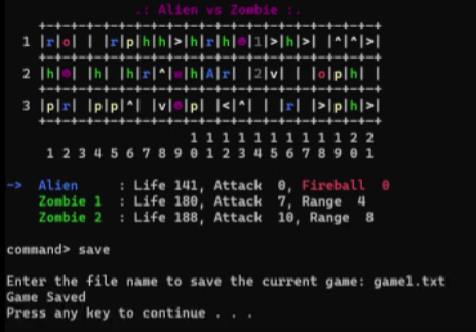 .: Alien vs Zombie :.
+-+-+-+-+-+-+-+-+-+-+-+-+-+-+-+-+-+-+-+-+-+
1 |r|o| | |r|p|h|h|>|h|r|h|●|1|>|h|>| |^|^|>|
+-+-+-+-+-+-+-+-+-+-+-+-+-+-+-+-+-+-+-+-+-+
2 |h|●| |h| |h|r|^|●|h|A|r| |2|v| | |o|p|h| |
+-+-+-+-+-+-+-+-+-+-+-+-+-+-+-+-+-+-+-+-+-+
3 |p|r| |p|p|^| |v|●|p| |<|^| | |r| |>|p|h|>|
+-+-+-+-+-+-+-+-+-+-+-+-+-+-+-+-+-+-+-+-+-+
1 1 1 1 1 1 1 1 1 1 2 2
1 2 3 4 5 6 7 8 9 0 1 2 3 4 5 6 7 8 9 0 1
-> Alien : Life 141, Attack 0, Fireball 0
Zombie 1 : Life 180, Attack 7, Range 4
Zombie 2 : Life 188, Attack 10, Range 8
command> save
Enter the file name to save the current game: game1.txt
Game Saved
Press any key to continue . . .